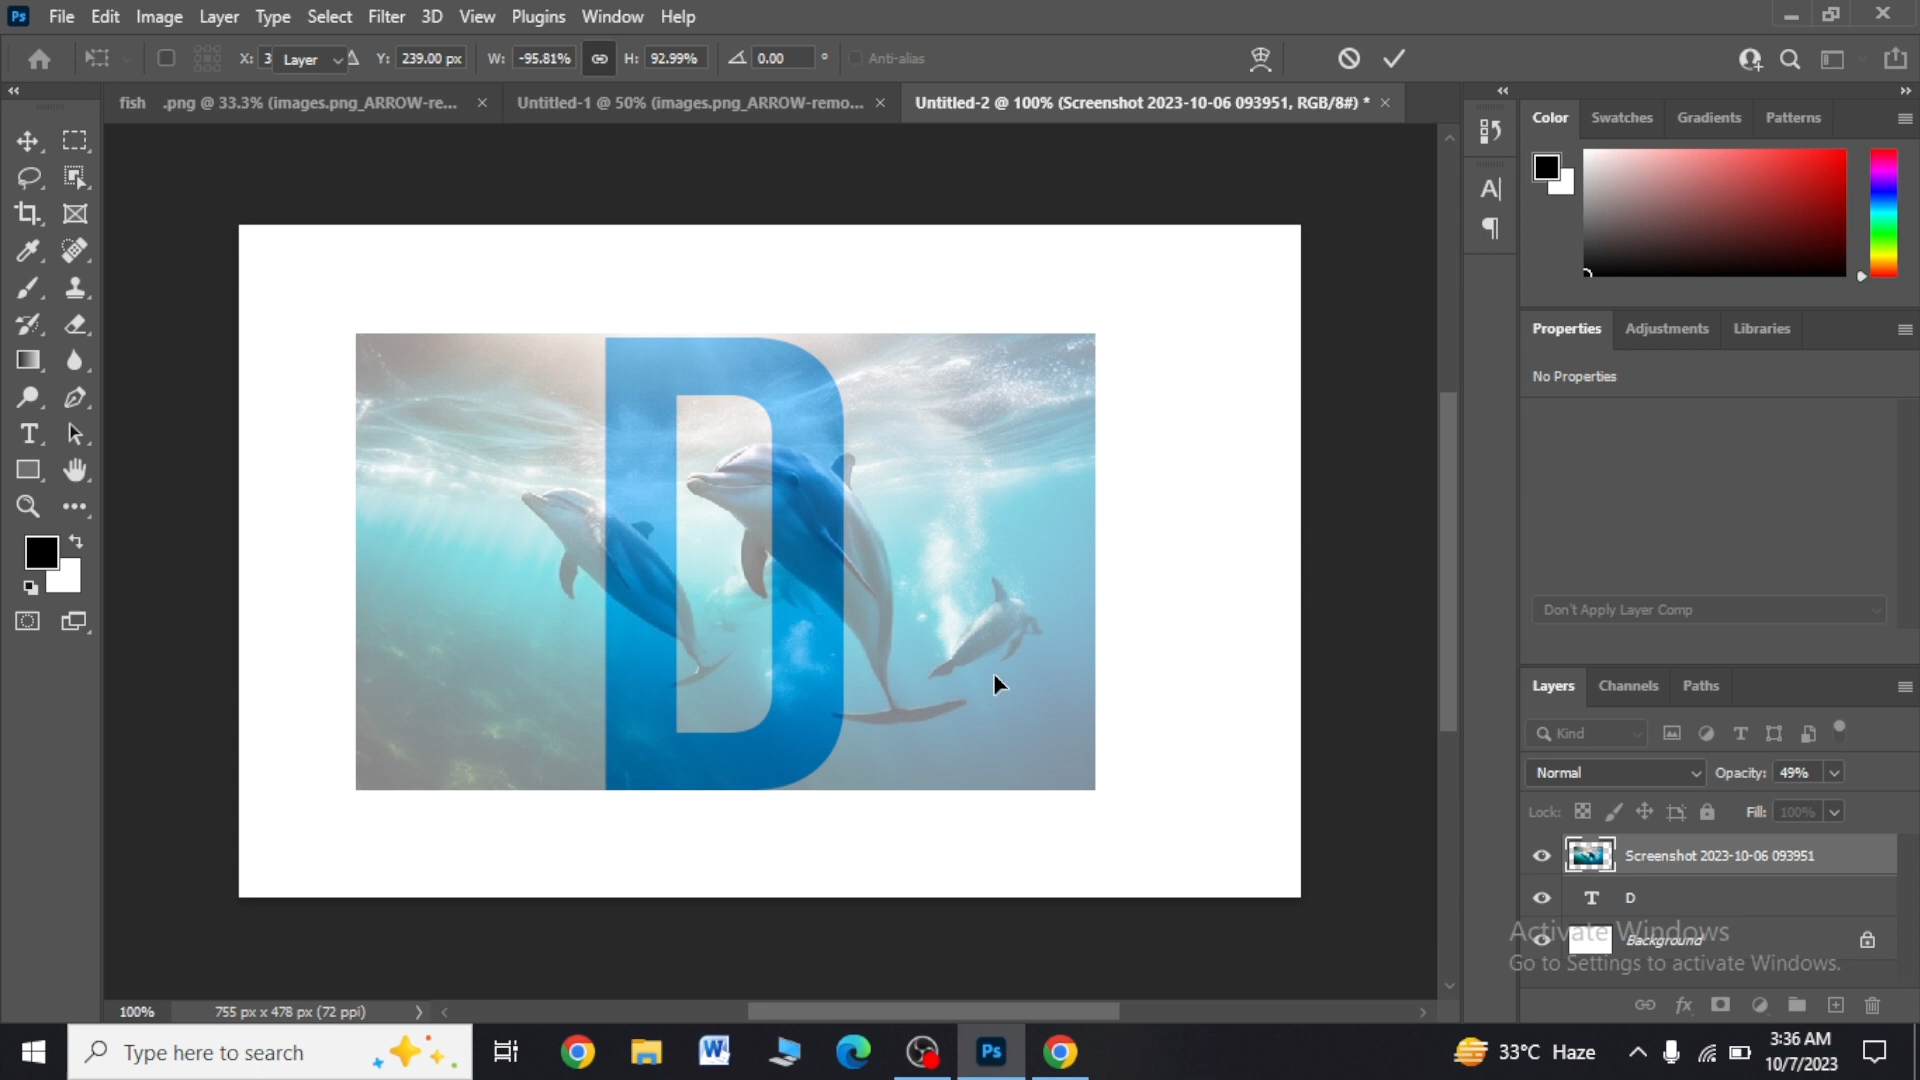 Ps File Edit Image Layer Type Select Filter 3D View Plugins Window Help
X: 3 Layer Y: 239.00 px W: -95.81% H: 92.99% 0.00 ° Anti-alias
fish .png @ 33.3% (images.png_ARROW-re... × Untitled-1 @ 50% (images.png_ARROW-remo... × Untitled-2 @ 100% (Screenshot 2023-10-06 093951, RGB/8#) * ×
Color Swatches Gradients Patterns
Properties Adjustments Libraries
No Properties
D
Don't Apply Layer Comp
Layers Channels Paths
Kind
Normal Opacity: 49%
Lock: Fill: 100%
Screenshot 2023-10-06 093951
T D
Background
Activate Windows
Go to Settings to activate Windows.
100% 755 px x 478 px (72 ppi)
Type here to search
33°C Haze
3:36 AM
10/7/2023